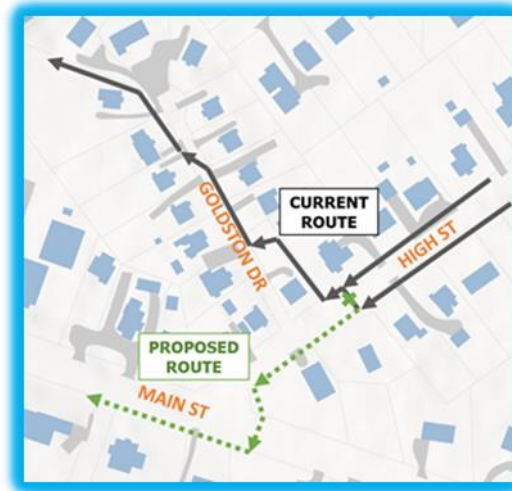 CURRENT
ROUTE
GOLDSTON DR
HIGH ST
PROPOSED
ROUTE
MAIN ST